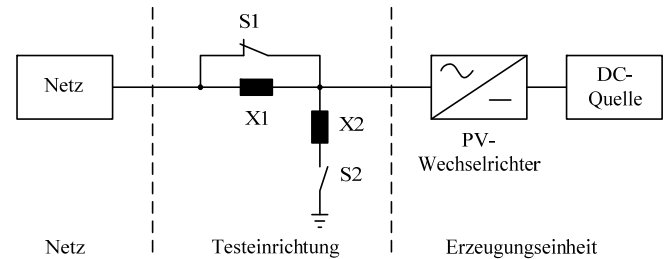 S1
Netz
X1
X2
S2
PV-
Wechselrichter
DC-
Quelle
Netz
Testeinrichtung
Erzeugungseinheit